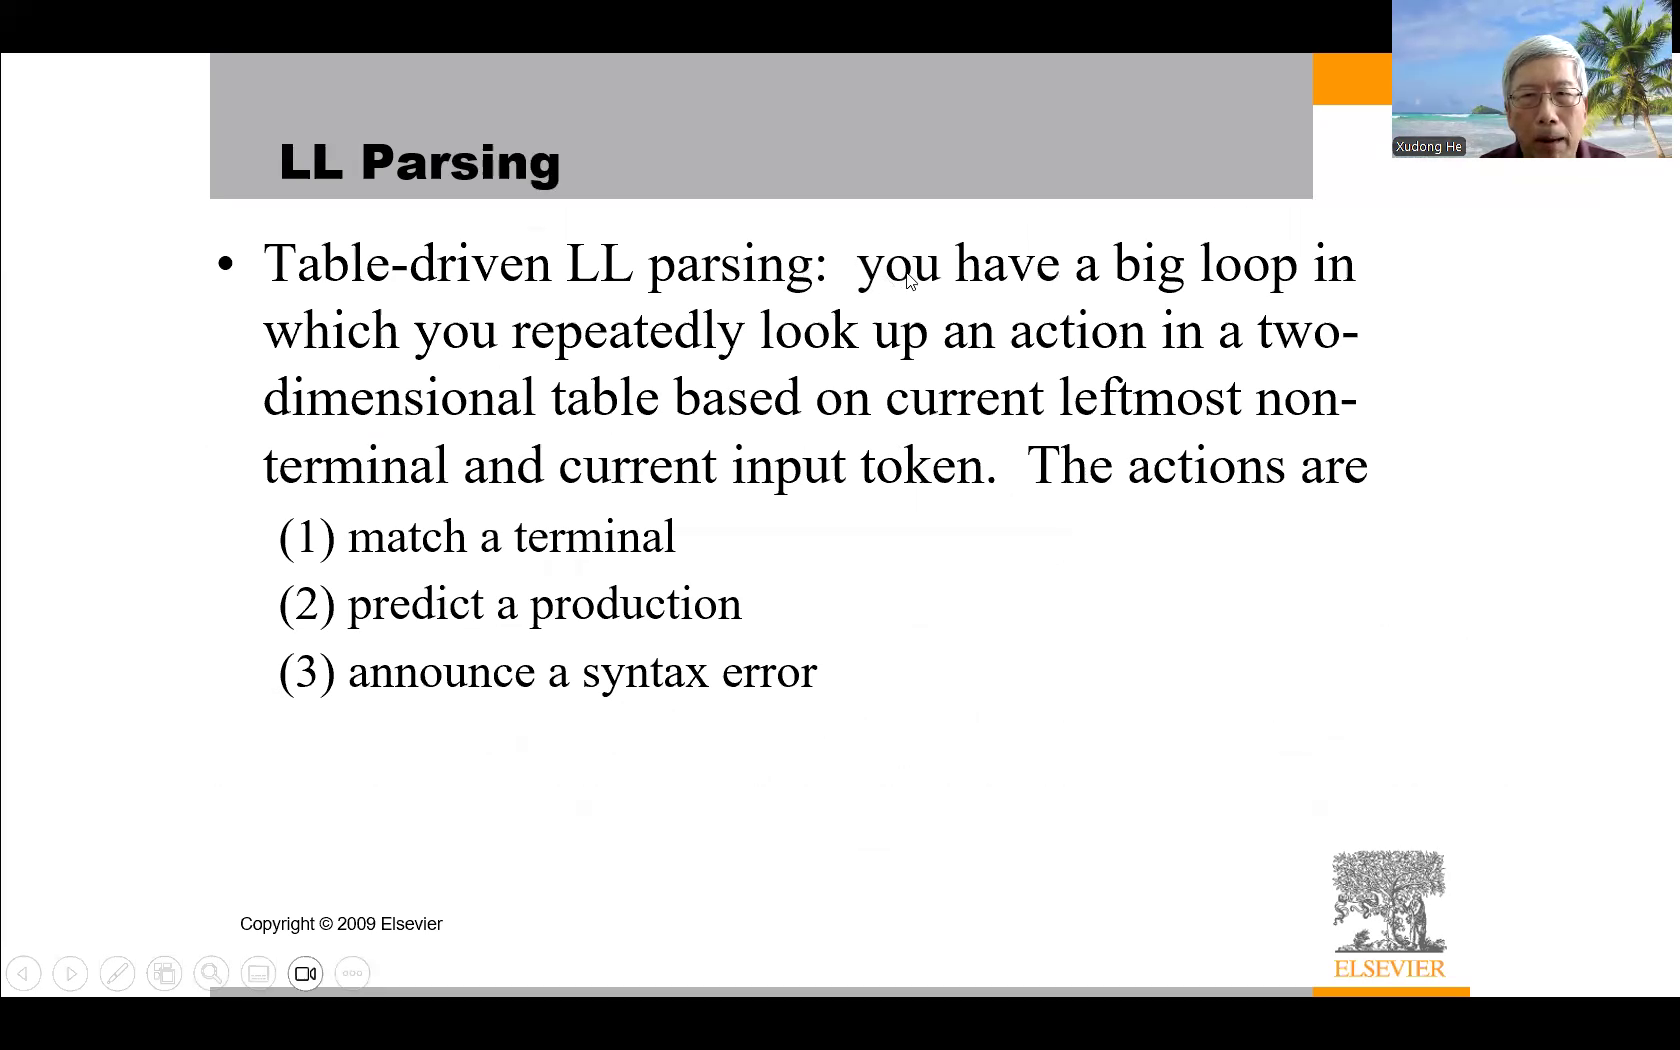 Xudong He
LL Parsing
• Table-driven LL parsing:  you have a big loop in
which you repeatedly look up an action in a two-
dimensional table based on current leftmost non-
terminal and current input token.  The actions are
(1) match a terminal
(2) predict a production
(3) announce a syntax error
Copyright © 2009 Elsevier
ELSEVIER